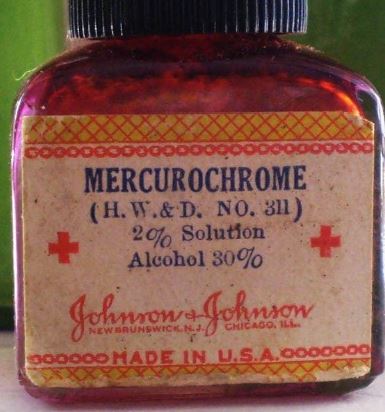 MERCUROCHROME
(H. W. & D. NO. 311)
2% Solution
Alcohol 30%
Johnson & Johnson
NEW BRUNSWICK, N.J. CHICAGO, ILL.
MADE IN U.S.A.